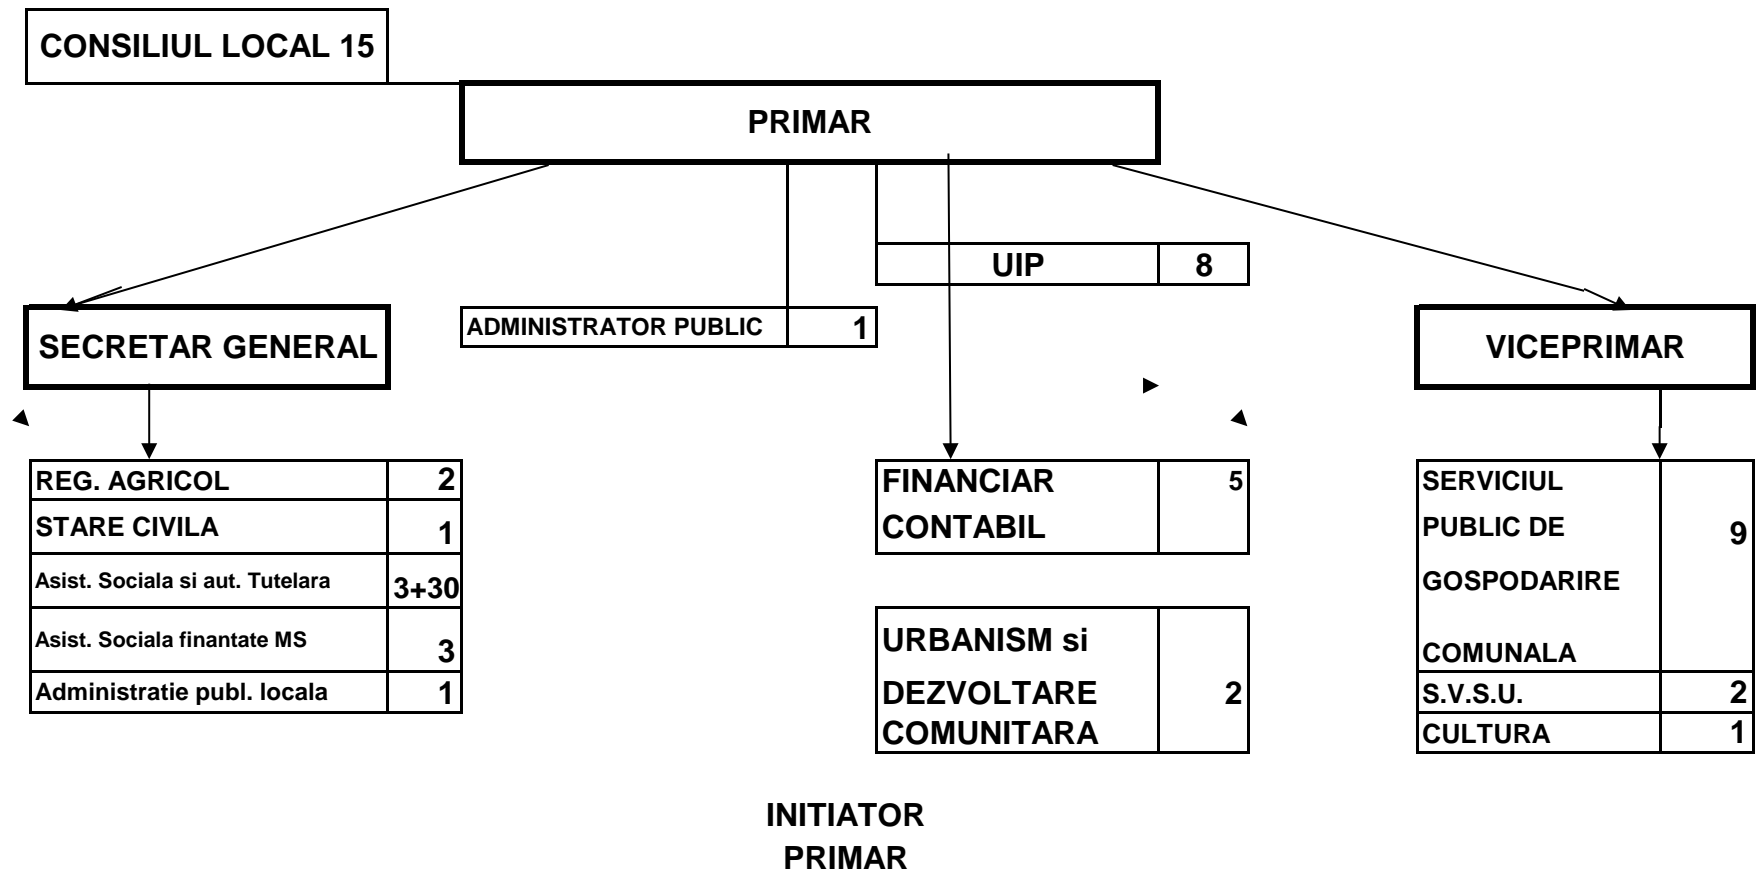 CONSILIUL LOCAL 15
PRIMAR
UIP 8
ADMINISTRATOR PUBLIC 1
SECRETAR GENERAL
VICEPRIMAR
REG. AGRICOL 2
STARE CIVILA 1
Asist. Sociala si aut. Tutelara 3+30
Asist. Sociala finantate MS 3
Administratie publ. locala 1
FINANCIAR 5
CONTABIL
URBANISM si
DEZVOLTARE 2
COMUNITARA
SERVICIUL
PUBLIC DE 9
GOSPODARIRE
COMUNALA
S.V.S.U. 2
CULTURA 1
INITIATOR
PRIMAR